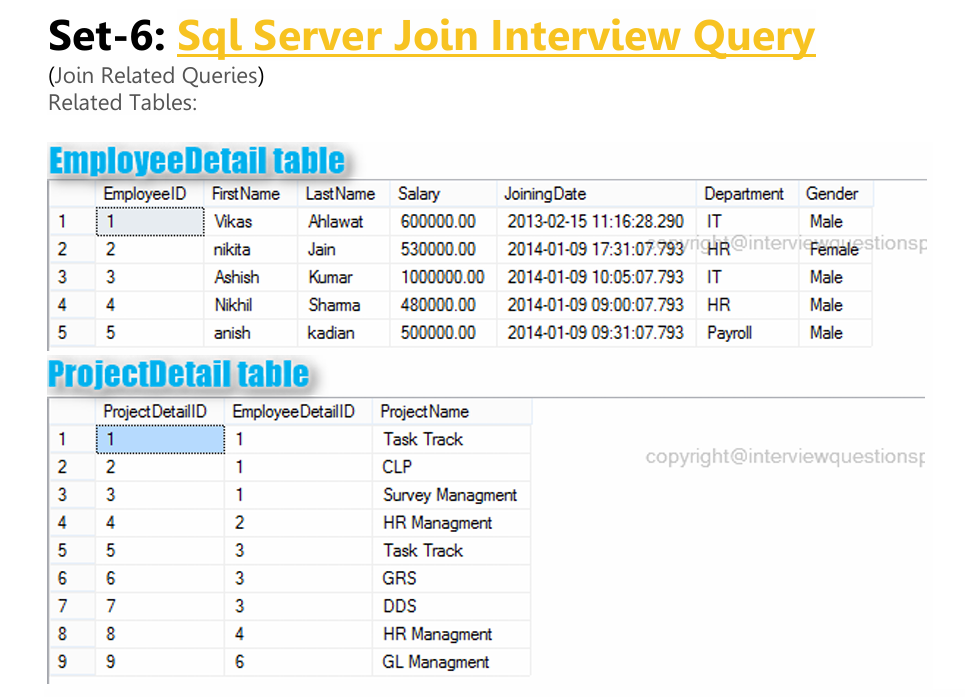 Set-6: Sql Server Join Interview Query
(Join Related Queries)
Related Tables:
EmployeeDetail table
EmployeeID FirstName LastName Salary JoiningDate Department Gender
1 1 Vikas Ahlawat 600000.00 2013-02-15 11:16:28.290 IT Male
copyright@interviewquestionsp
2 2 nikita Jain 530000.00 2014-01-09 17:31:07.793 HR Female
3 3 Ashish Kumar 1000000.00 2014-01-09 10:05:07.793 IT Male
4 4 Nikhil Sharma 480000.00 2014-01-09 09:00:07.793 HR Male
5 5 anish kadian 500000.00 2014-01-09 09:31:07.793 Payroll Male
ProjectDetail table
ProjectDetailID EmployeeDetailID ProjectName
1 1 1 Task Track
copyright@interviewquestionsp
2 2 1 CLP
3 3 1 Survey Managment
4 4 2 HR Managment
5 5 3 Task Track
6 6 3 GRS
7 7 3 DDS
8 8 4 HR Managment
9 9 6 GL Managment